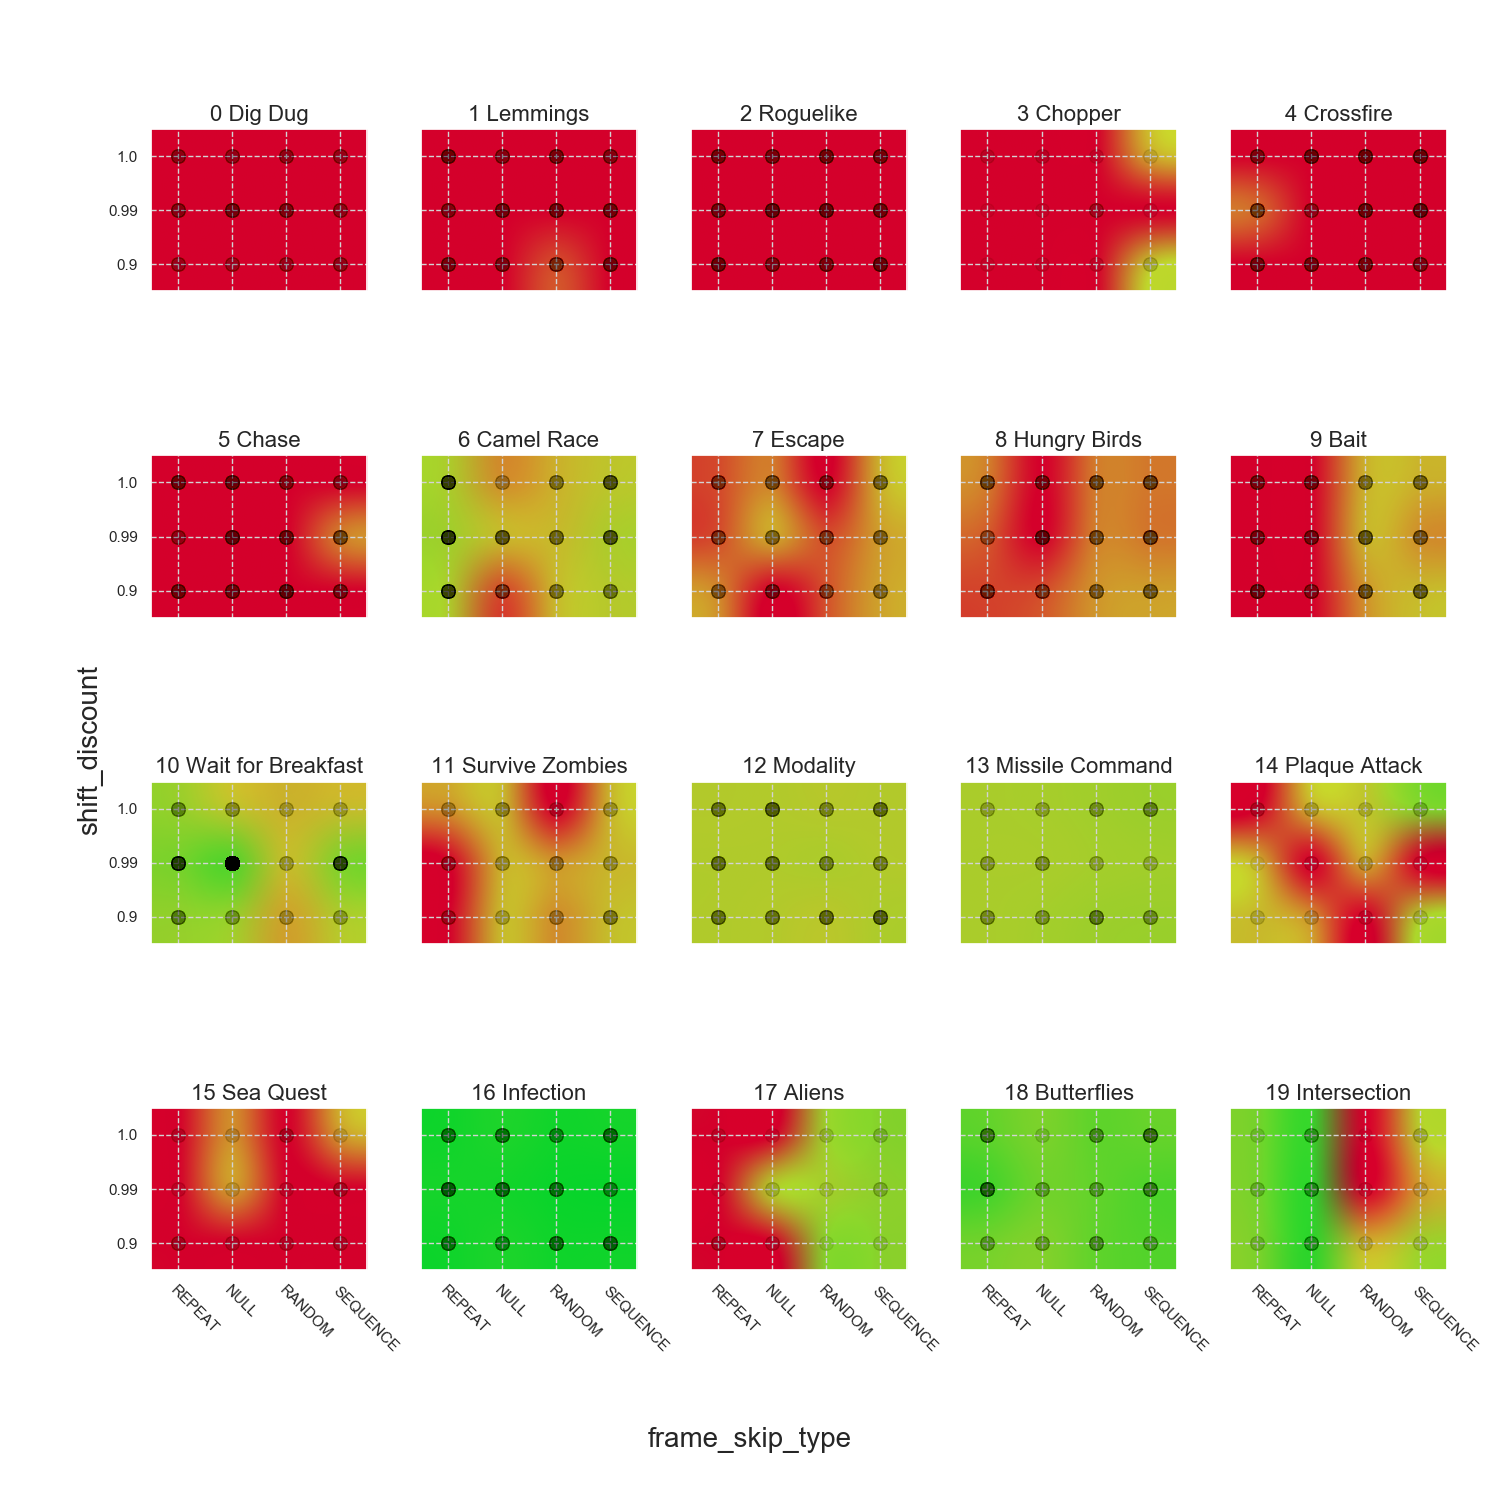 0 Dig Dug
1 Lemmings
2 Roguelike
3 Chopper
4 Crossfire
1.0
0.99
0.9
5 Chase
6 Camel Race
7 Escape
8 Hungry Birds
9 Bait
1.0
0.99
0.9
shift_discount
10 Wait for Breakfast
11 Survive Zombies
12 Modality
13 Missile Command
14 Plaque Attack
1.0
0.99
0.9
15 Sea Quest
16 Infection
17 Aliens
18 Butterflies
19 Intersection
1.0
0.99
0.9
REPEAT
NULL
RANDOM
SEQUENCE
REPEAT
NULL
RANDOM
SEQUENCE
REPEAT
NULL
RANDOM
SEQUENCE
REPEAT
NULL
RANDOM
SEQUENCE
REPEAT
NULL
RANDOM
SEQUENCE
frame_skip_type